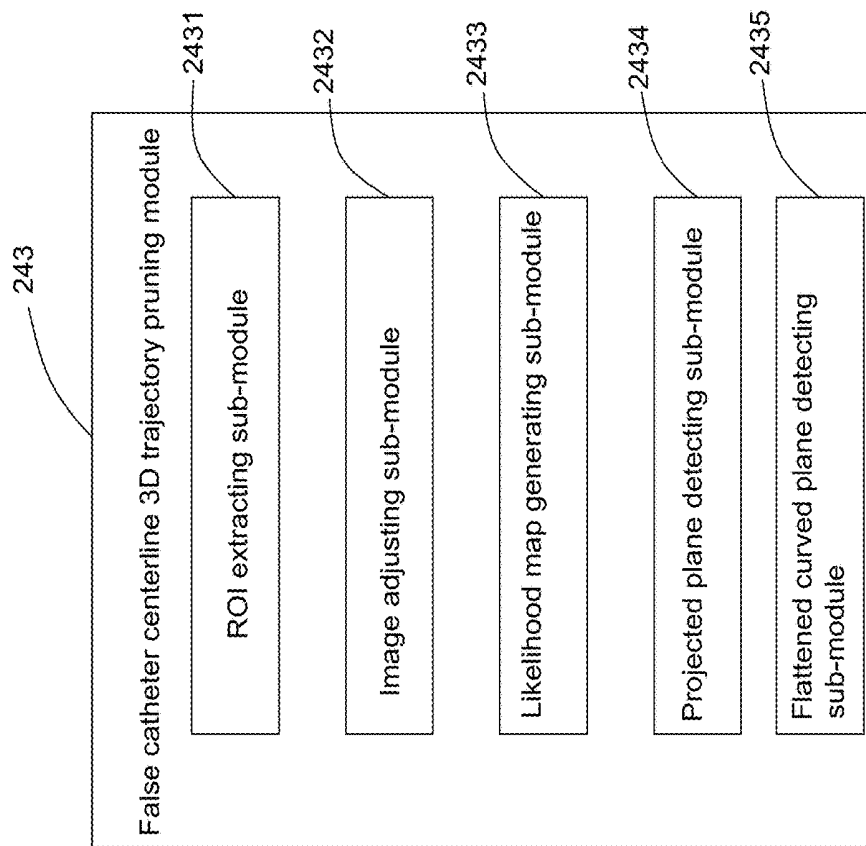 243
False catheter centerline 3D trajectory pruning module
ROI extracting sub-module
2431
Image adjusting sub-module
2432
Likelihood map generating sub-module
2433
Projected plane detecting sub-module
2434
Flattened curved plane detecting
sub-module
2435